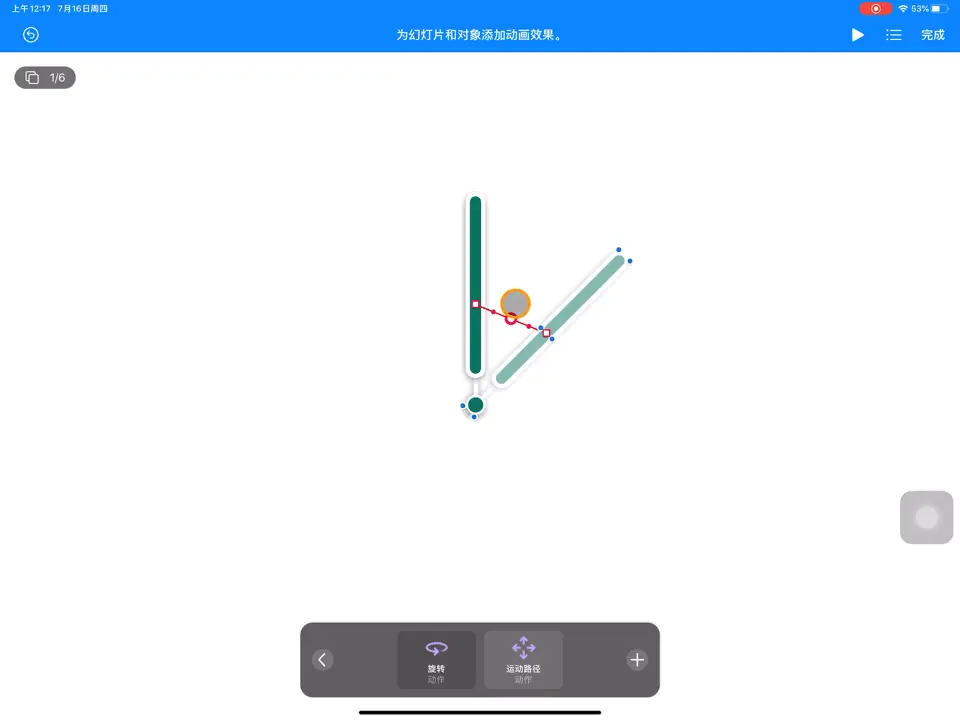 上午12:17 7月16日周四
53%
为幻灯片和对象添加动画效果。
完成
1/6
旋转
动作
运动路径
动作